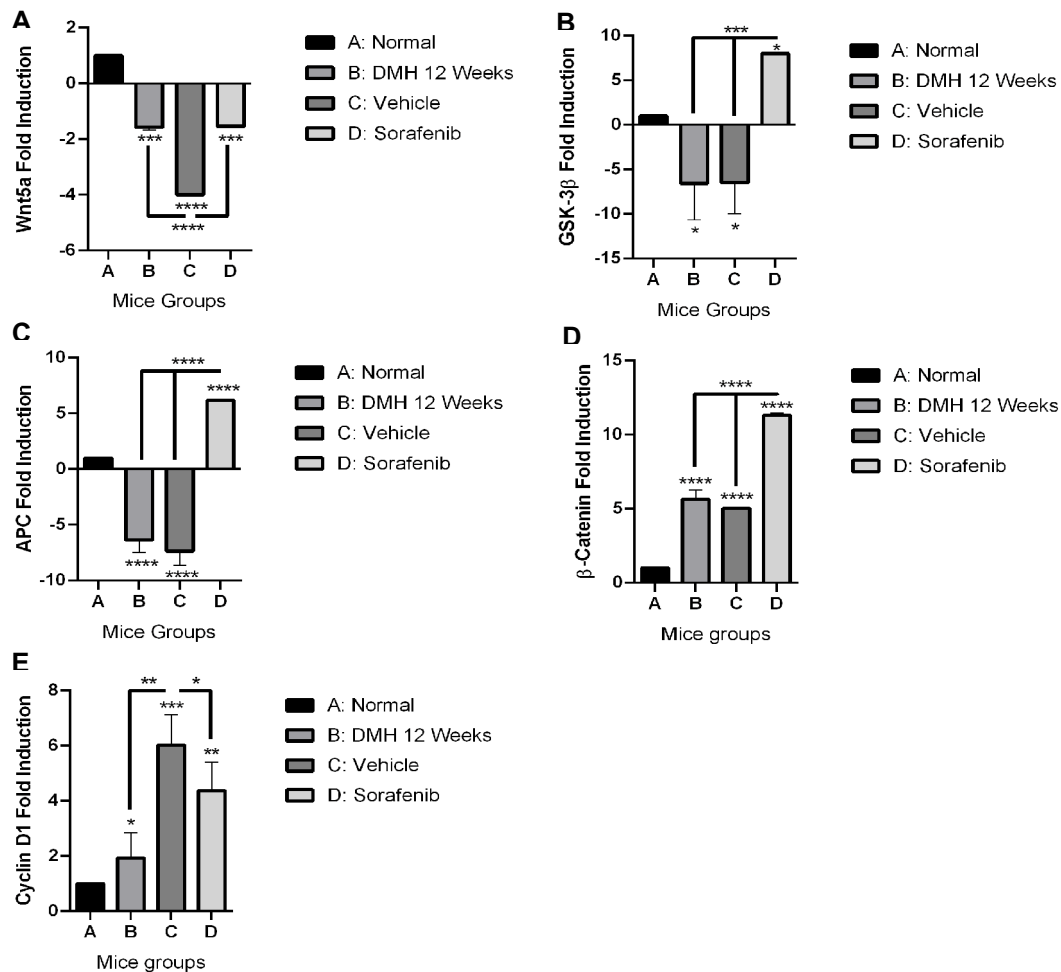 A
Wnt5a Fold Induction
2
0
-2
-4
-6
***
****
***
****
A B C D
Mice Groups
A: Normal
B: DMH 12 Weeks
C: Vehicle
D: Sorafenib
B
GSK-3β Fold Induction
10
5
0
-5
-10
-15
***
*
*
*
A B C D
Mice Groups
A: Normal
B: DMH 12 Weeks
C: Vehicle
D: Sorafenib
C
APC Fold Induction
10
5
0
-5
-10
****
****
****
****
A B C D
Mice Groups
A: Normal
B: DMH 12 Weeks
C: Vehicle
D: Sorafenib
D
β-Catenin Fold Induction
15
10
5
0
****
****
****
****
A B C D
Mice groups
A: Normal
B: DMH 12 Weeks
C: Vehicle
D: Sorafenib
E
Cyclin D1 Fold Induction
8
6
4
2
0
** *
***
**
*
A B C D
Mice groups
A: Normal
B: DMH 12 Weeks
C: Vehicle
D: Sorafenib